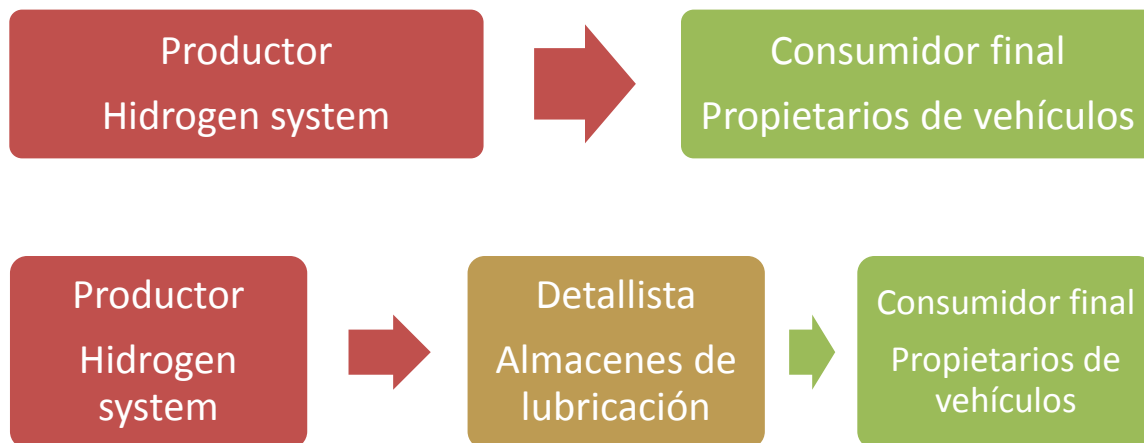 Productor
Hidrogen system
Consumidor final
Propietarios de vehículos
Productor
Hidrogen
system
Detallista
Almacenes de
lubricación
Consumidor final
Propietarios de
vehículos